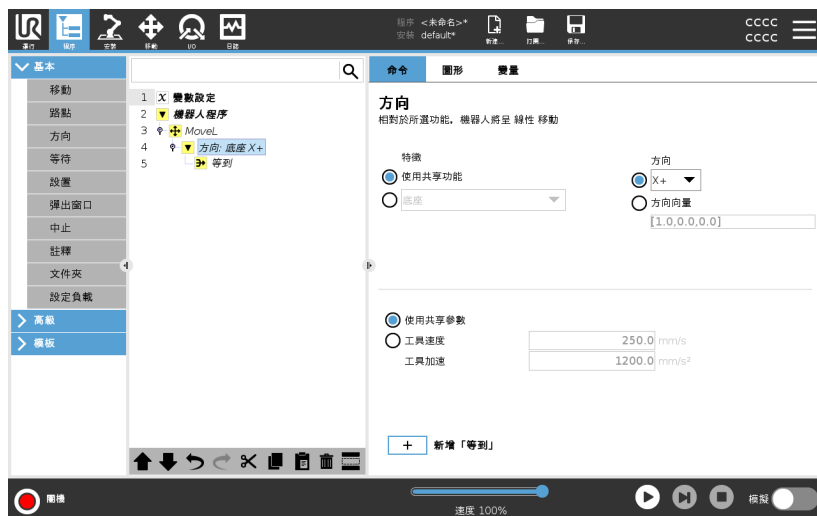 程序 <未命名>*
安裝 default*
運行
程序
安裝
移動
I/O
日誌
新建...
打開...
保存...
CCCC
CCCC
基本
移動
路點
方向
等待
設置
彈出窗口
中止
註釋
文件夾
設定負載
高級
模板
1 X 變數設定
2 機器人程序
3 MoveL
4 方向: 底座 X+
5 等到
命令 圖形 變量
方向
相對於所選功能，機器人將呈 線性 移動
特徵
使用共享功能
底座
方向
X+
方向向量
[1.0,0.0,0.0]
使用共享參數
工具速度 250.0 mm/s
工具加速 1200.0 mm/s²
+ 新增「等到」
關機
速度 100%
模擬